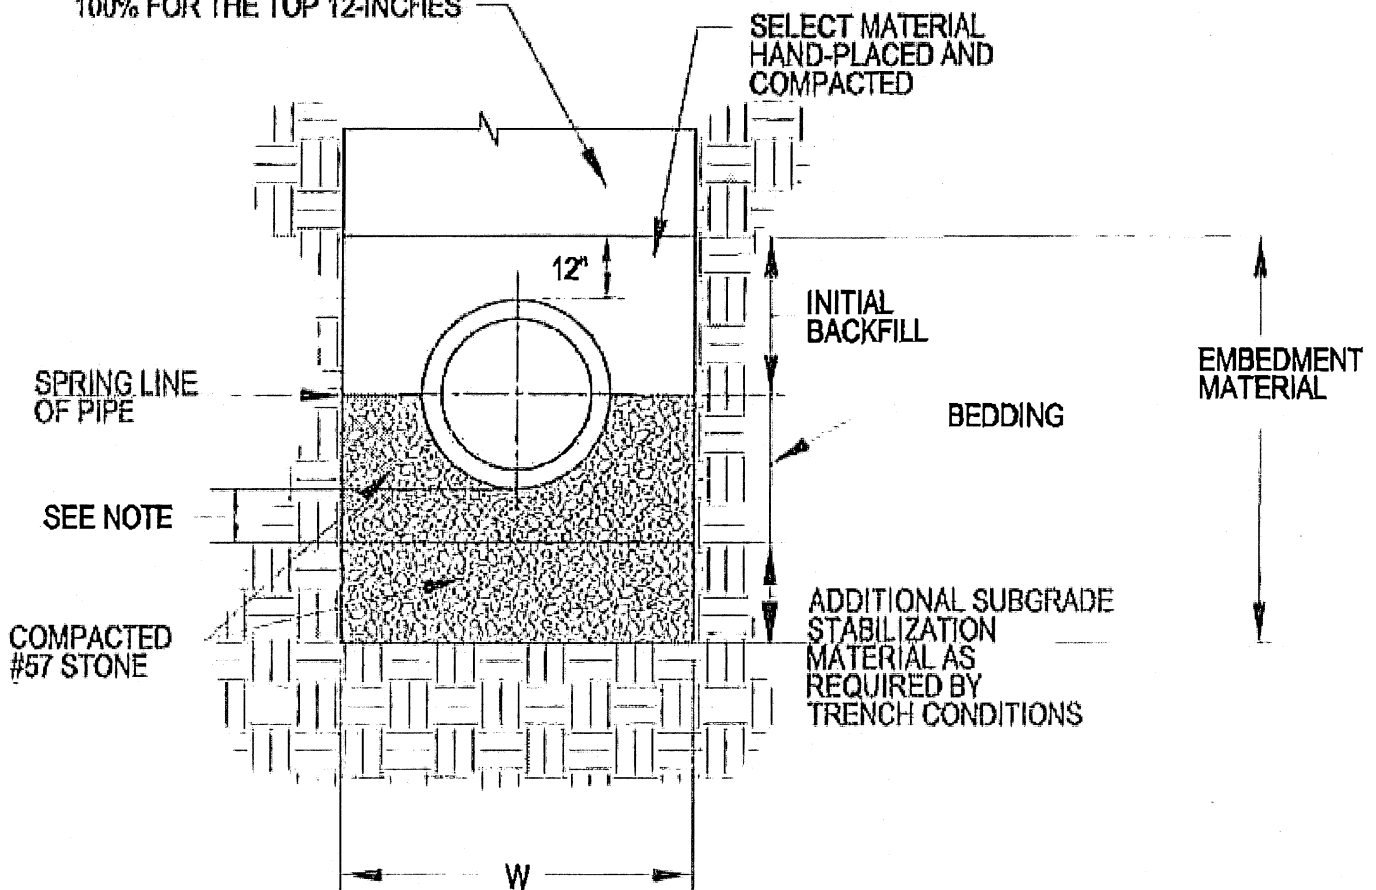 100% FOR THE TOP 12-INCHES
SELECT MATERIAL
HAND-PLACED AND
COMPACTED
12"
INITIAL
BACKFILL
EMBEDMENT
MATERIAL
SPRING LINE
OF PIPE
BEDDING
SEE NOTE
ADDITIONAL SUBGRADE
STABILIZATION
MATERIAL AS
REQUIRED BY
TRENCH CONDITIONS
COMPACTED
#57 STONE
W